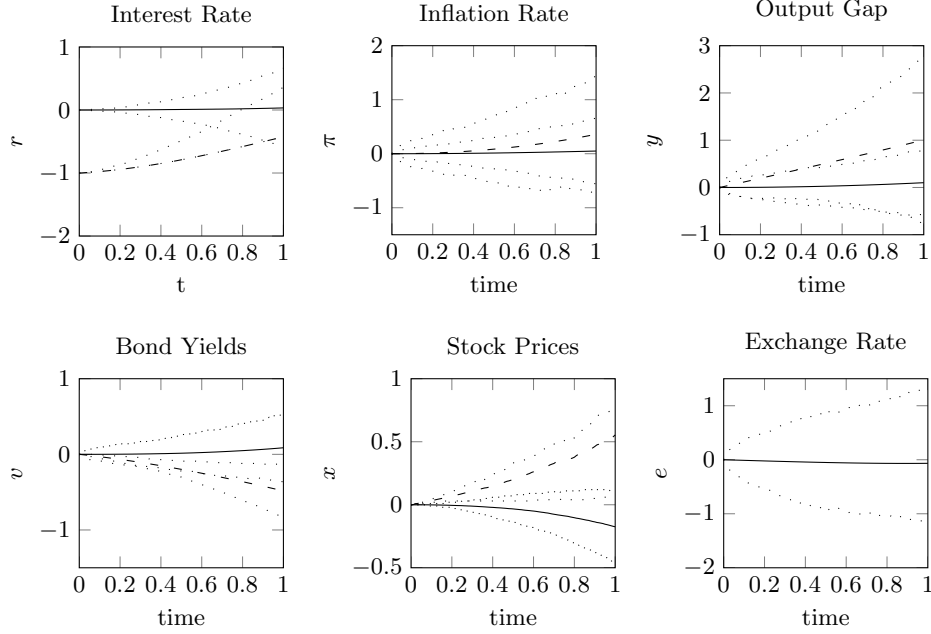 Interest Rate
1
0
−1
−2
r
0 0.2 0.4 0.6 0.8 1
t
Inflation Rate
2
1
0
−1
π
0 0.2 0.4 0.6 0.8 1
time
Output Gap
3
2
1
0
−1
y
0 0.2 0.4 0.6 0.8 1
time
Bond Yields
1
0
−1
v
0 0.2 0.4 0.6 0.8 1
time
Stock Prices
1
0.5
0
−0.5
x
0 0.2 0.4 0.6 0.8 1
time
Exchange Rate
1
0
−1
−2
e
0 0.2 0.4 0.6 0.8 1
time